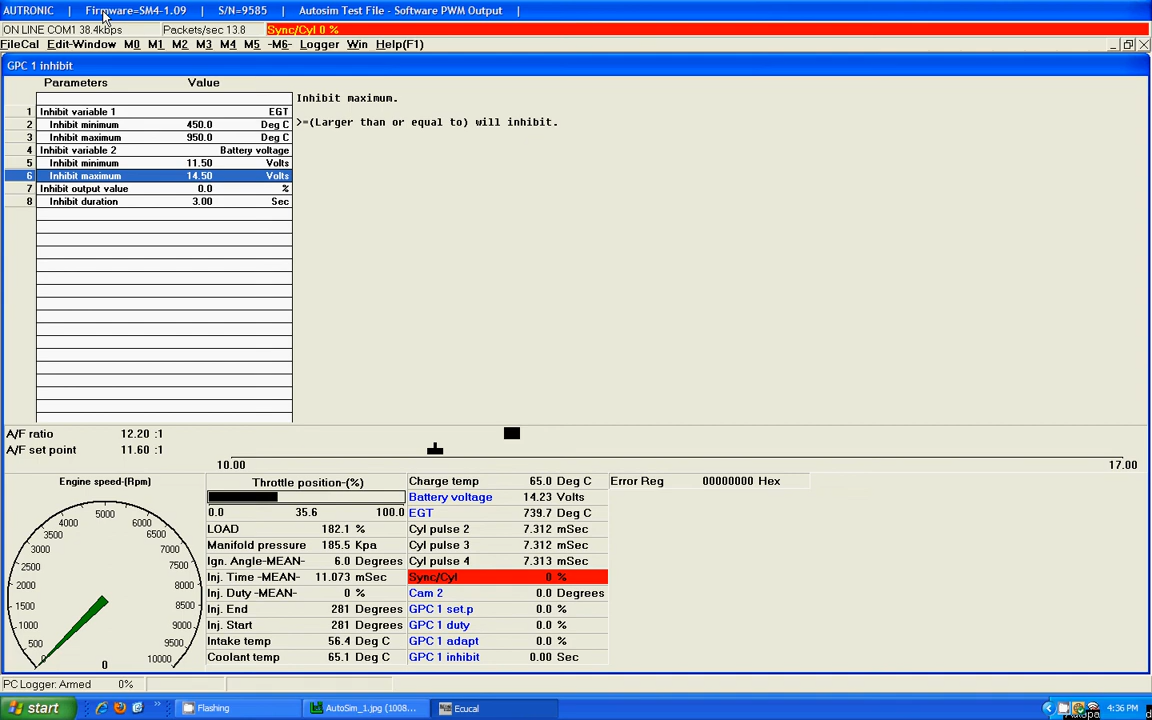 AUTRONIC | Firmware=SM4-1.09 | S/N=9585 | Autosim Test File - Software PWM Output |
ON LINE COM1 38.4kbps Packets/sec 13.8 Sync/Cyl 0 %
FileCal Edit-Window M0 M1 M2 M3 M4 M5 -M6- Logger Win Help(F1)
GPC 1 inhibit
Parameters Value
Inhibit maximum.
1 Inhibit variable 1 EGT
2 Inhibit minimum 450.0 Deg C
>=(Larger than or equal to) will inhibit.
3 Inhibit maximum 950.0 Deg C
4 Inhibit variable 2 Battery voltage
5 Inhibit minimum 11.50 Volts
6 Inhibit maximum 14.50 Volts
7 Inhibit output value 0.0 %
8 Inhibit duration 3.00 Sec
A/F ratio 12.20 :1
A/F set point 11.60 :1
10.00 17.00
Engine speed-(Rpm)
0 500 1000 1500 2000 2500 3000 3500 4000 4500 5000 5500 6000 6500 7000 7500 8000 8500 9000 9500 10000
0
Throttle position-(%)
0.0 35.6 100.0
LOAD 182.1 %
Manifold pressure 185.5 Kpa
Ign. Angle-MEAN- 6.0 Degrees
Inj. Time -MEAN- 11.073 mSec
Inj. Duty -MEAN- 0 %
Inj. End 281 Degrees
Inj. Start 281 Degrees
Intake temp 56.4 Deg C
Coolant temp 65.1 Deg C
Charge temp 65.0 Deg C
Battery voltage 14.23 Volts
EGT 739.7 Deg C
Cyl pulse 2 7.312 mSec
Cyl pulse 3 7.312 mSec
Cyl pulse 4 7.313 mSec
Sync/Cyl 0 %
Cam 2 0.0 Degrees
GPC 1 set.p 0.0 %
GPC 1 duty 0.0 %
GPC 1 adapt 0.0 %
GPC 1 inhibit 0.00 Sec
Error Reg 00000000 Hex
PC Logger: Armed 0%
start Flashing AutoSim_1.jpg (1008... Ecucal 4:36 PM